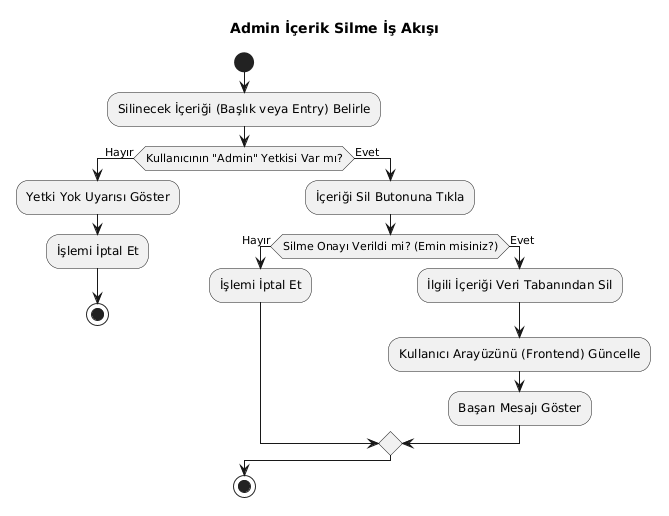 Admin İçerik Silme İş Akışı
Silinecek İçeriği (Başlık veya Entry) Belirle
Hayır
Kullanıcının "Admin" Yetkisi Var mı?
Evet
Yetki Yok Uyarısı Göster
İçeriği Sil Butonuna Tıkla
İşlemi İptal Et
Hayır
Silme Onayı Verildi mi? (Emin misiniz?)
Evet
İşlemi İptal Et
İlgili İçeriği Veri Tabanından Sil
Kullanıcı Arayüzünü (Frontend) Güncelle
Başarı Mesajı Göster